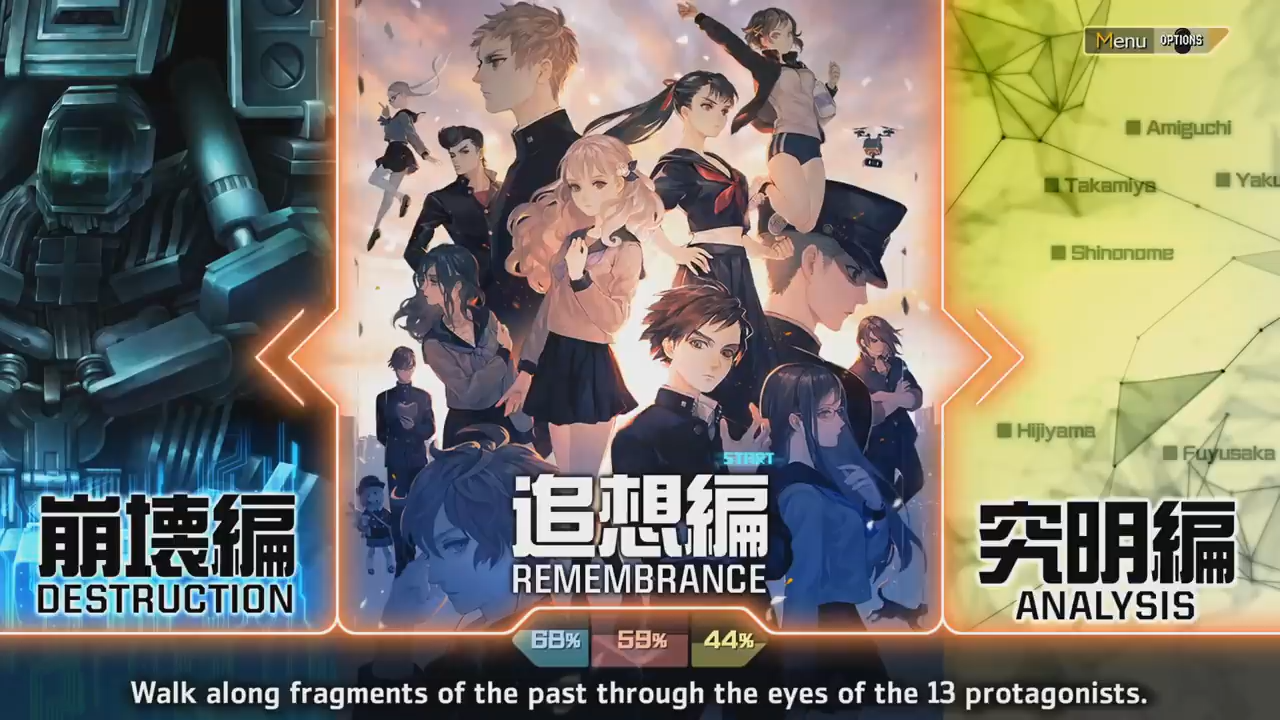 Menu OPTIONS
Amiguchi
Takamiya
Yaku
Shinonome
Hijiyama
Fuyusaka
START
崩壊編
DESTRUCTION
追想編
REMEMBRANCE
究明編
ANALYSIS
68% 59% 44%
Walk along fragments of the past through the eyes of the 13 protagonists.